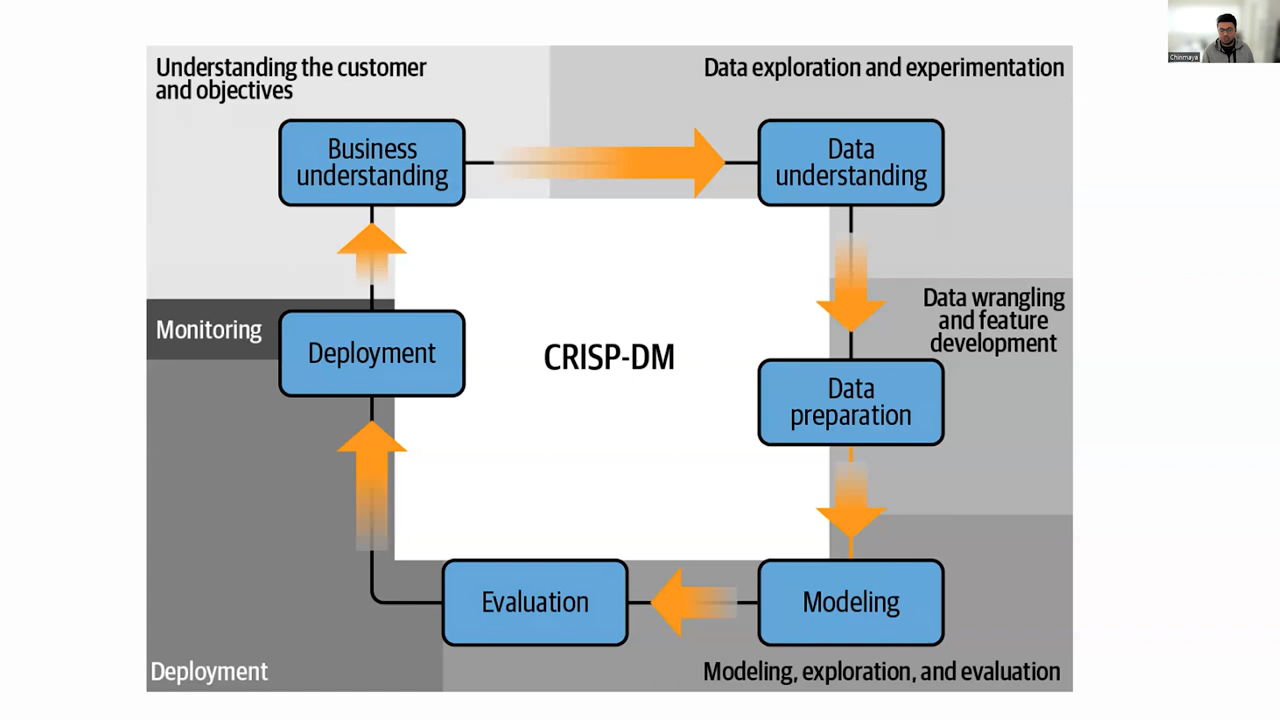 Chinmaya
Understanding the customer
and objectives
Data exploration and experimentation
Business
understanding
Data
understanding
Data wrangling
and feature
development
Monitoring
Deployment
CRISP-DM
Data
preparation
Evaluation
Modeling
Deployment
Modeling, exploration, and evaluation